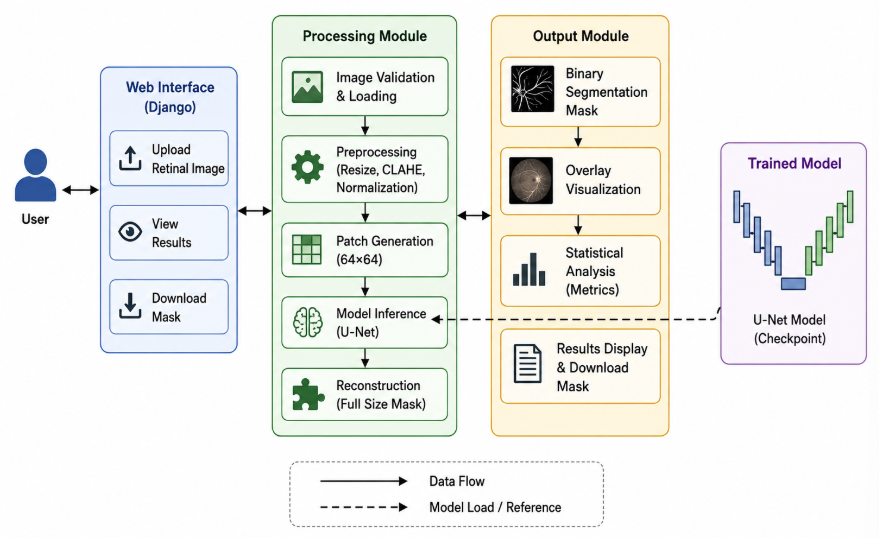 User
Web Interface
(Django)
Upload
Retinal Image
View
Results
Download
Mask
Processing Module
Image Validation
& Loading
Preprocessing
(Resize, CLAHE,
Normalization)
Patch Generation
(64×64)
Model Inference
(U-Net)
Reconstruction
(Full Size Mask)
Output Module
Binary
Segmentation
Mask
Overlay
Visualization
Statistical
Analysis
(Metrics)
Results Display
& Download
Mask
Trained Model
U-Net Model
(Checkpoint)
Data Flow
Model Load / Reference